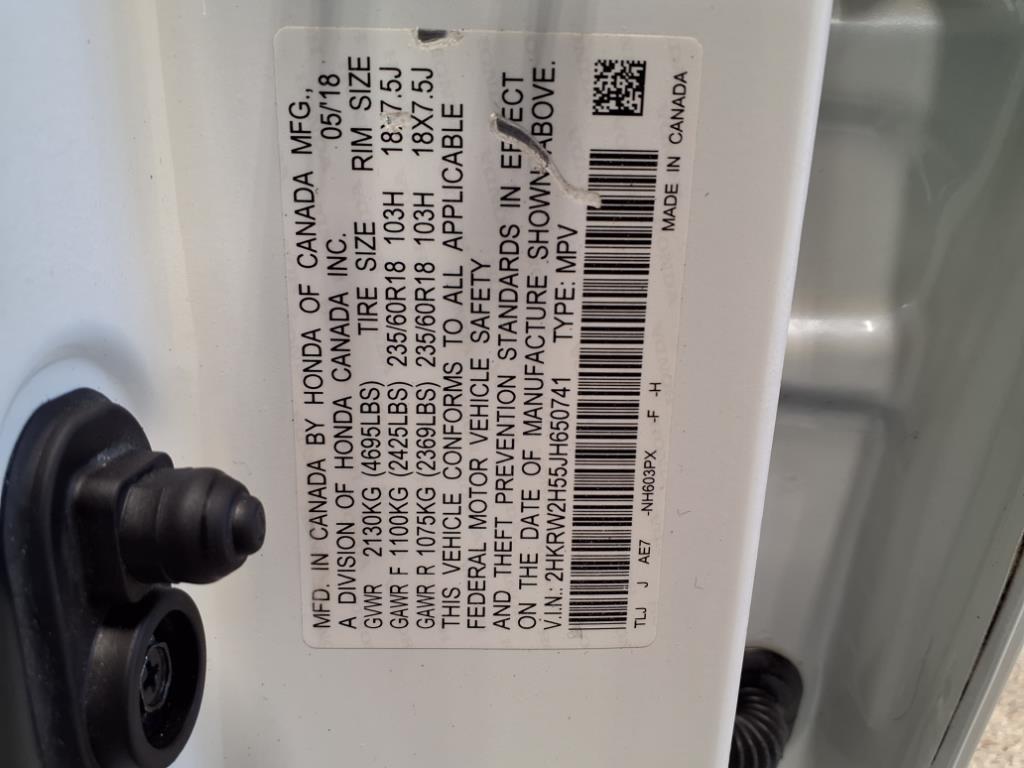 MFD. IN CANADA BY HONDA OF CANADA MFG.,
A DIVISION OF HONDA CANADA INC. 05/'18
GVWR 2130KG (4695LBS) TIRE SIZE RIM SIZE
GAWR F 1100KG (2425LBS) 235/60R18 103H 18X7.5J
GAWR R 1075KG (2369LBS) 235/60R18 103H 18X7.5J
THIS VEHICLE CONFORMS TO ALL APPLICABLE
FEDERAL MOTOR VEHICLE SAFETY
AND THEFT PREVENTION STANDARDS IN EFFECT
ON THE DATE OF MANUFACTURE SHOWN ABOVE.
V.I.N.: 2HKRW2H55JH650741 TYPE: MPV
TLJ J AE7 -NH603PX -F -H
MADE IN CANADA